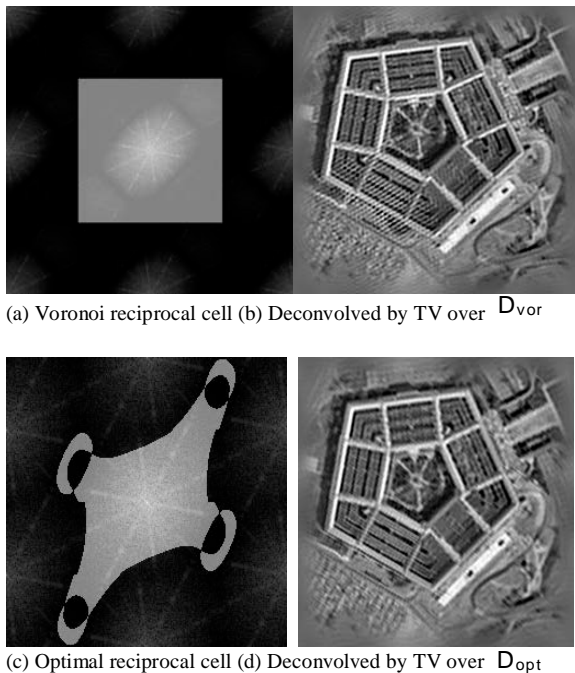 (a) Voronoi reciprocal cell (b) Deconvolved by TV over Dvor
(c) Optimal reciprocal cell (d) Deconvolved by TV over Dopt